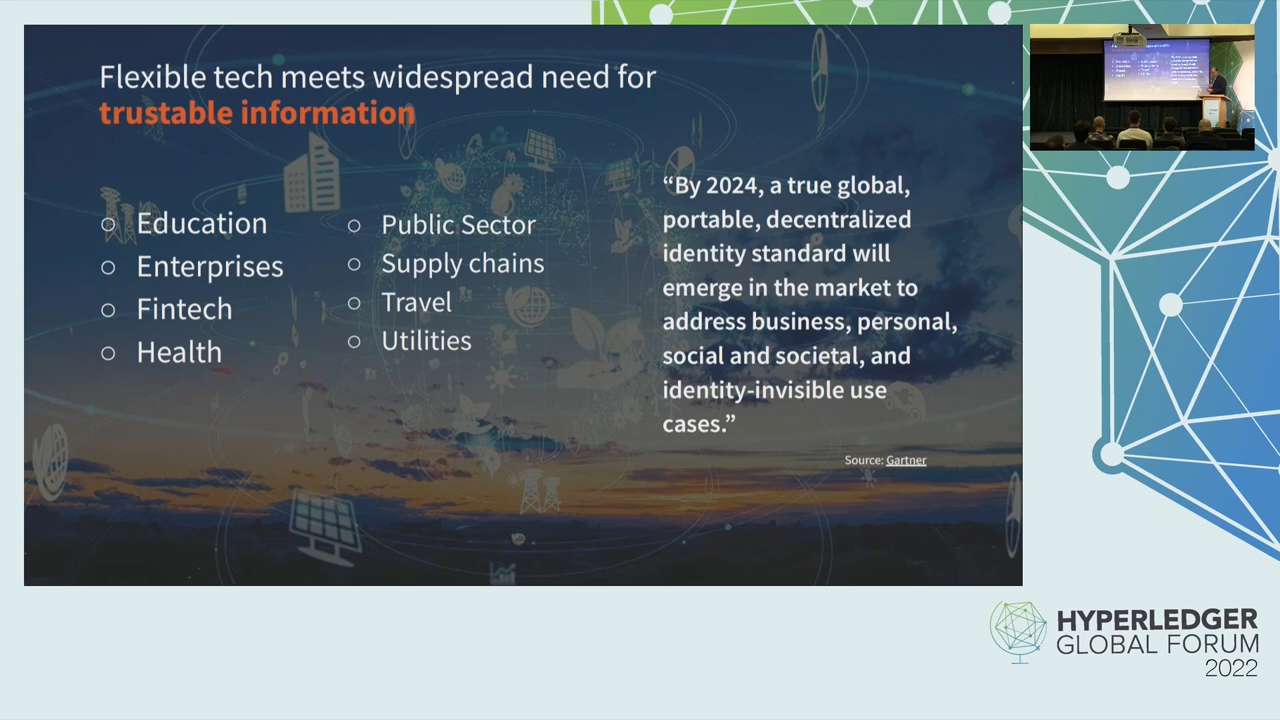 Flexible tech meets widespread need for
trustable information
○ Education
○ Enterprises
○ Fintech
○ Health
○ Public Sector
○ Supply chains
○ Travel
○ Utilities
“By 2024, a true global,
portable, decentralized
identity standard will
emerge in the market to
address business, personal,
social and societal, and
identity-invisible use
cases.”
Source: Gartner
HYPERLEDGER
GLOBAL FORUM
2022